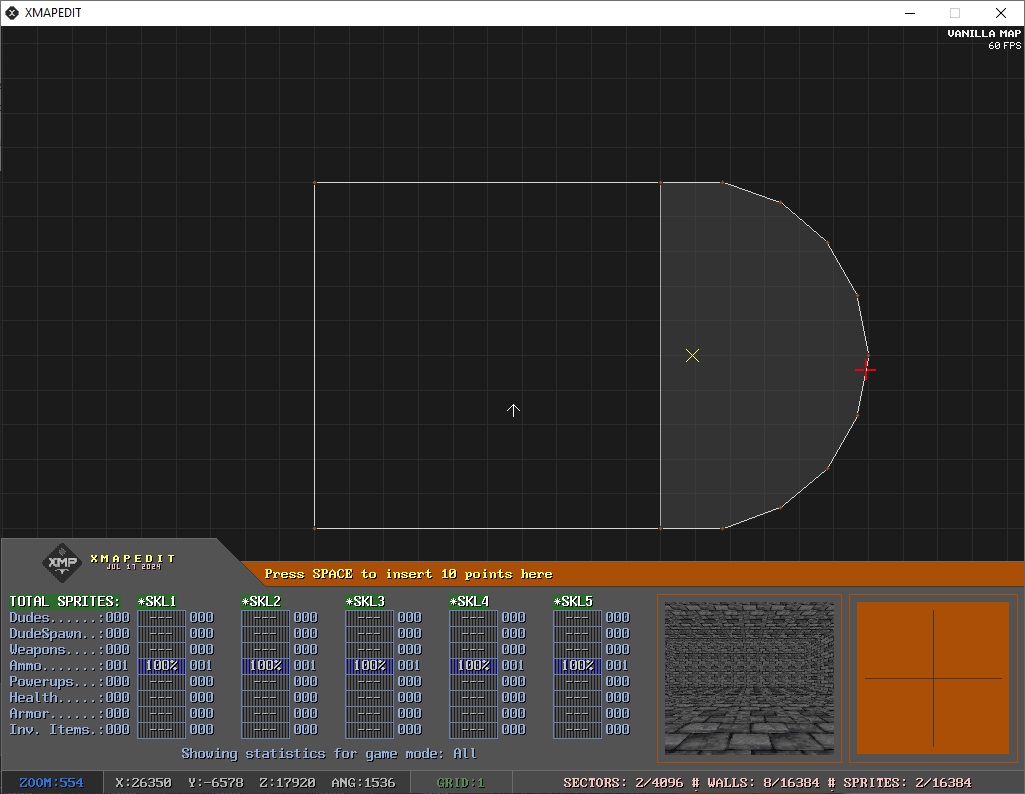 XMAPEDIT
VANILLA MAP
60 FPS
XMP
XMAPEDIT
JUL 17 2024
Press SPACE to insert 10 points here
TOTAL SPRITES: *SKL1 *SKL2 *SKL3 *SKL4 *SKL5
Dudes......:000 --- 000 --- 000 --- 000 --- 000 --- 000
DudeSpawn..:000 --- 000 --- 000 --- 000 --- 000 --- 000
Weapons....:000 --- 000 --- 000 --- 000 --- 000 --- 000
Ammo.......:001 100% 001 100% 001 100% 001 100% 001 100% 001
Powerups...:000 --- 000 --- 000 --- 000 --- 000 --- 000
Health.....:000 --- 000 --- 000 --- 000 --- 000 --- 000
Armor......:000 --- 000 --- 000 --- 000 --- 000 --- 000
Inv. Items.:000 --- 000 --- 000 --- 000 --- 000 --- 000
Showing statistics for game mode: All
ZOOM:554 X:26350 Y:-6578 Z:17920 ANG:1536 GRID:1 SECTORS: 2/4096 # WALLS: 8/16384 # SPRITES: 2/16384